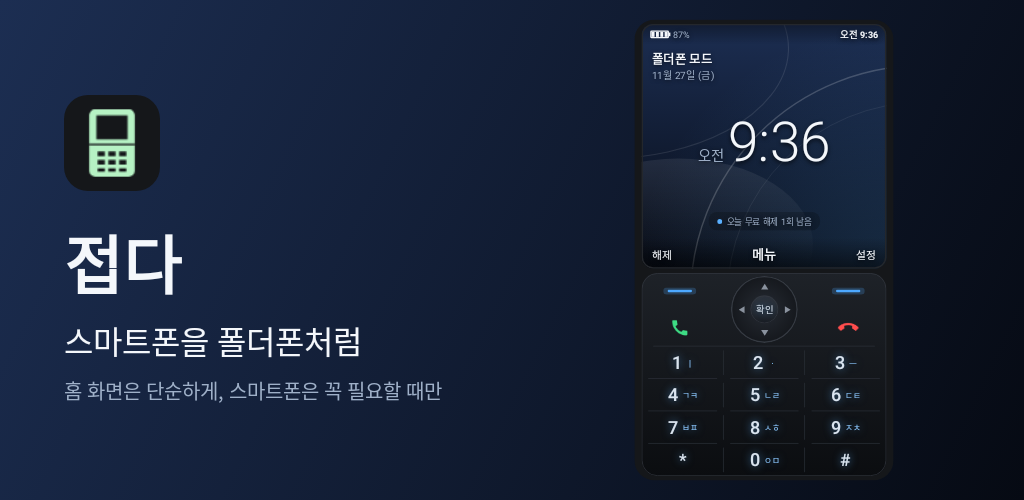 접다
스마트폰을 폴더폰처럼
홈 화면은 단순하게, 스마트폰은 꼭 필요할 때만
87% 오전 9:36
폴더폰 모드
11월 27일 (금)
오전 9:36
오늘 무료 해제 1회 남음
해제 메뉴 설정
확인
1 ㅣ 2 · 3 ㅡ
4 ㄱㅋ 5 ㄴㄹ 6 ㄷㅌ
7 ㅂㅍ 8 ㅅㅎ 9 ㅈㅊ
* 0 ㅇㅁ #